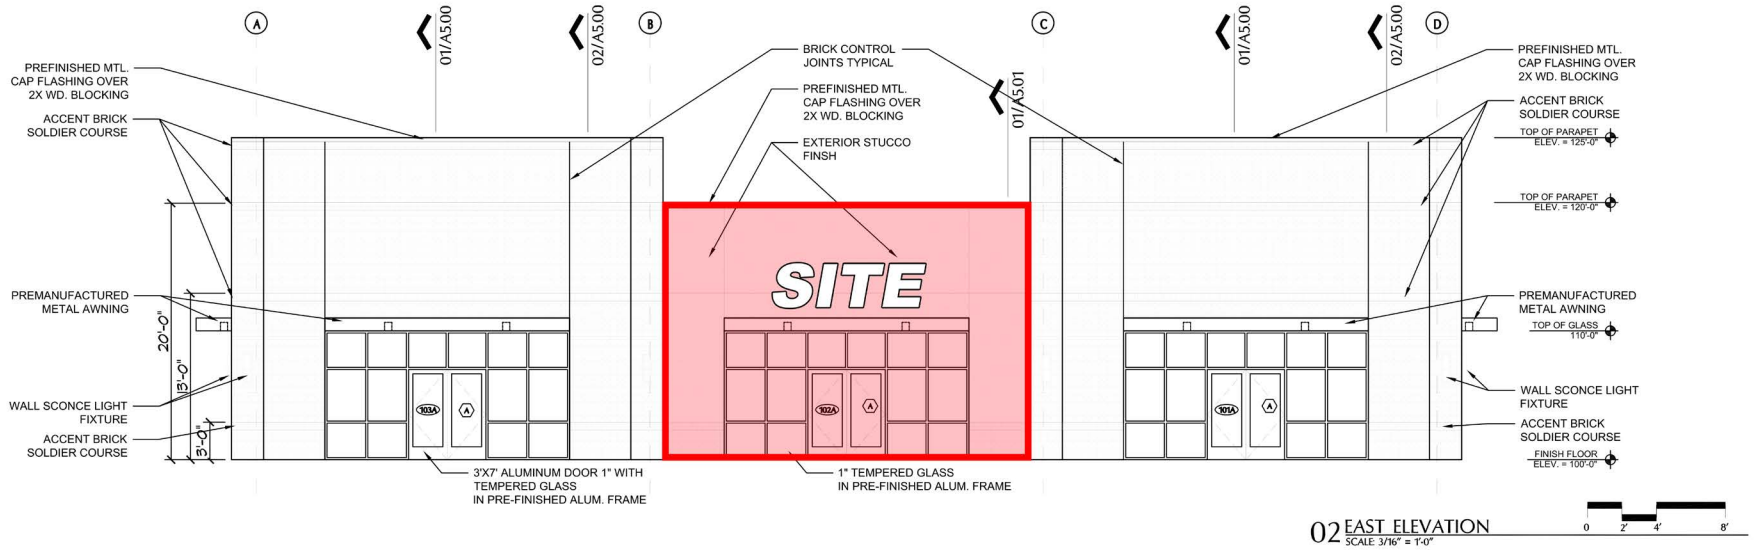 A
01/A5.00
02/A5.00
B
C
01/A5.00
02/A5.00
D
PREFINISHED MTL.
CAP FLASHING OVER
2X WD. BLOCKING
ACCENT BRICK
SOLDIER COURSE
BRICK CONTROL
JOINTS TYPICAL
PREFINISHED MTL.
CAP FLASHING OVER
2X WD. BLOCKING
EXTERIOR STUCCO
FINSH
01/A5.01
PREFINISHED MTL.
CAP FLASHING OVER
2X WD. BLOCKING
ACCENT BRICK
SOLDIER COURSE
TOP OF PARAPET
ELEV. = 125'-0"
TOP OF PARAPET
ELEV. = 120'-0"
SITE
PREMANUFACTURED
METAL AWNING
20'-0"
13'-0"
3'-0"
PREMANUFACTURED
METAL AWNING
TOP OF GLASS
110'-0"
WALL SCONCE LIGHT
FIXTURE
ACCENT BRICK
SOLDIER COURSE
103A
A
102A
A
101A
A
WALL SCONCE LIGHT
FIXTURE
ACCENT BRICK
SOLDIER COURSE
FINISH FLOOR
ELEV. = 100'-0"
3'X7' ALUMINUM DOOR 1" WITH
TEMPERED GLASS
IN PRE-FINISHED ALUM. FRAME
1" TEMPERED GLASS
IN PRE-FINISHED ALUM. FRAME
02 EAST ELEVATION
SCALE: 3/16" = 1'-0"
0 2' 4' 8'